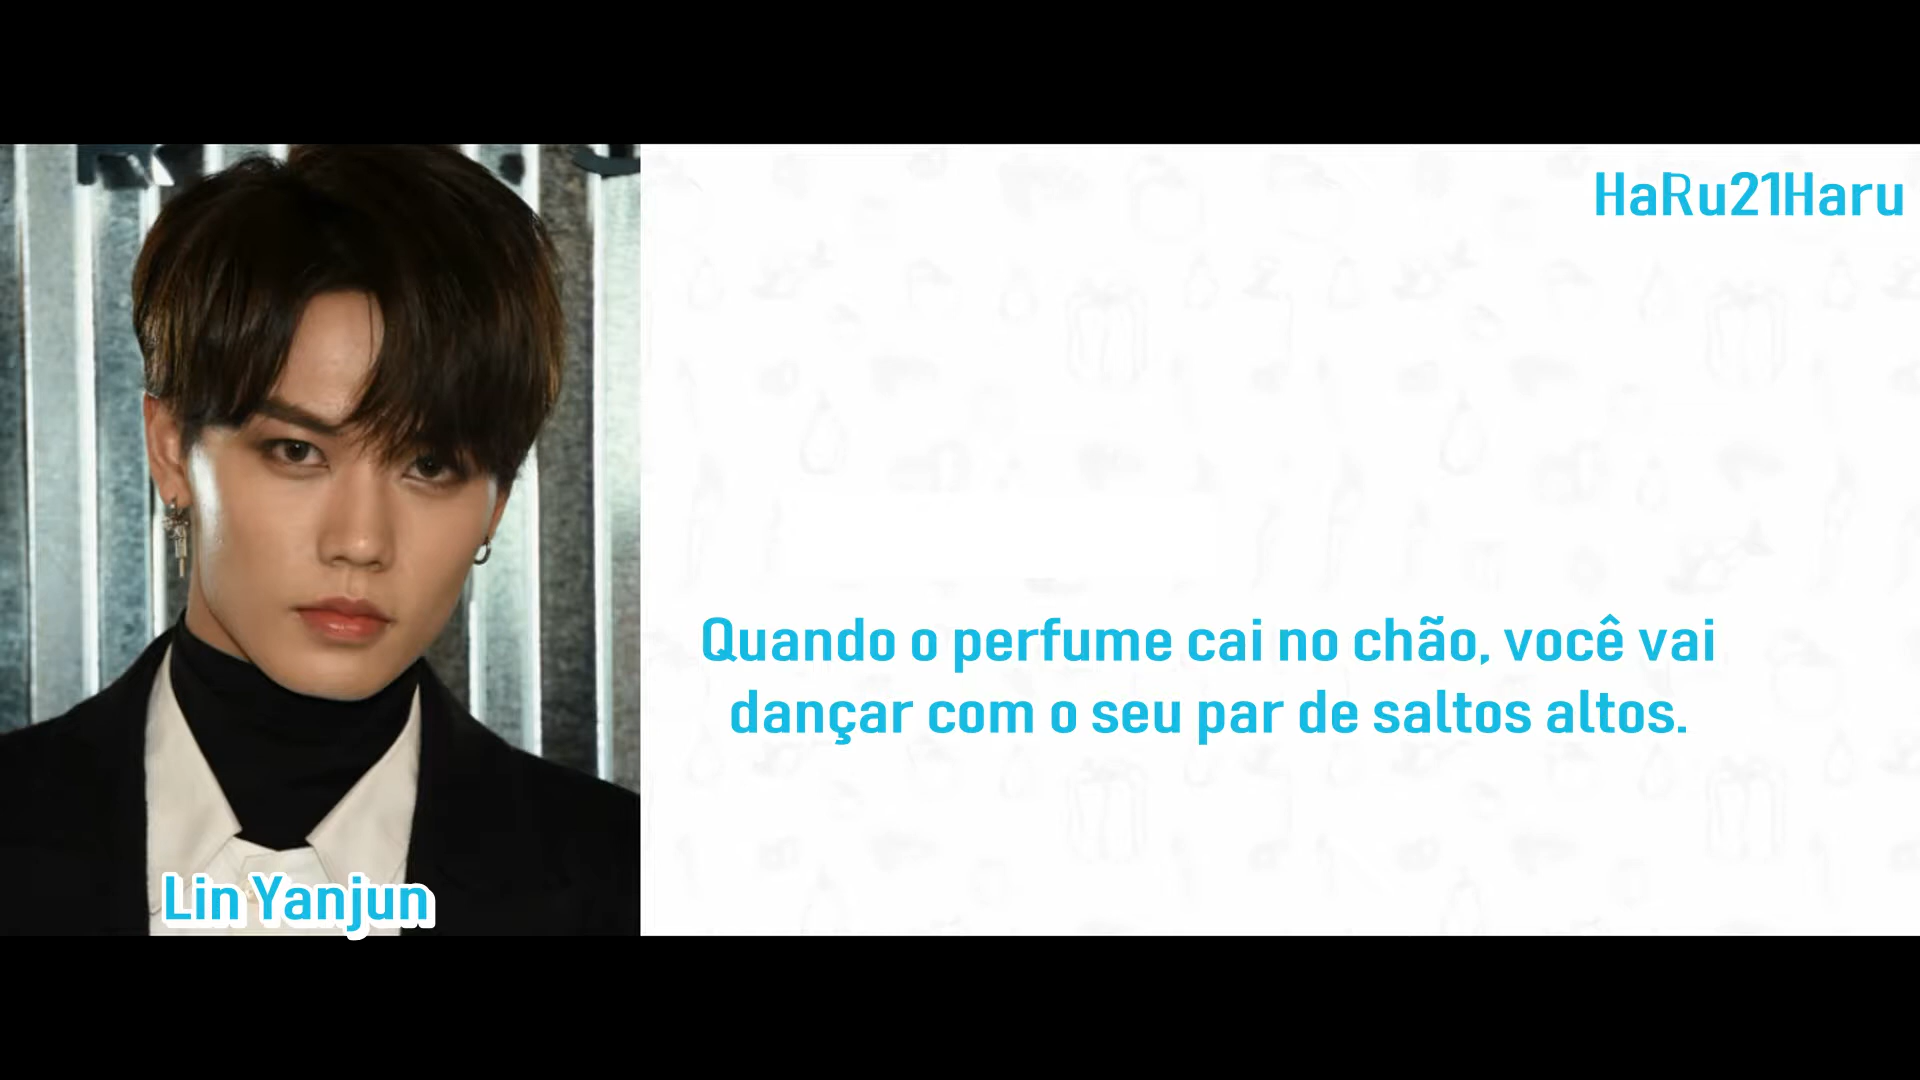 HaRu21Haru
Quando o perfume cai no chão, você vai
dançar com o seu par de saltos altos.
Lin Yanjun